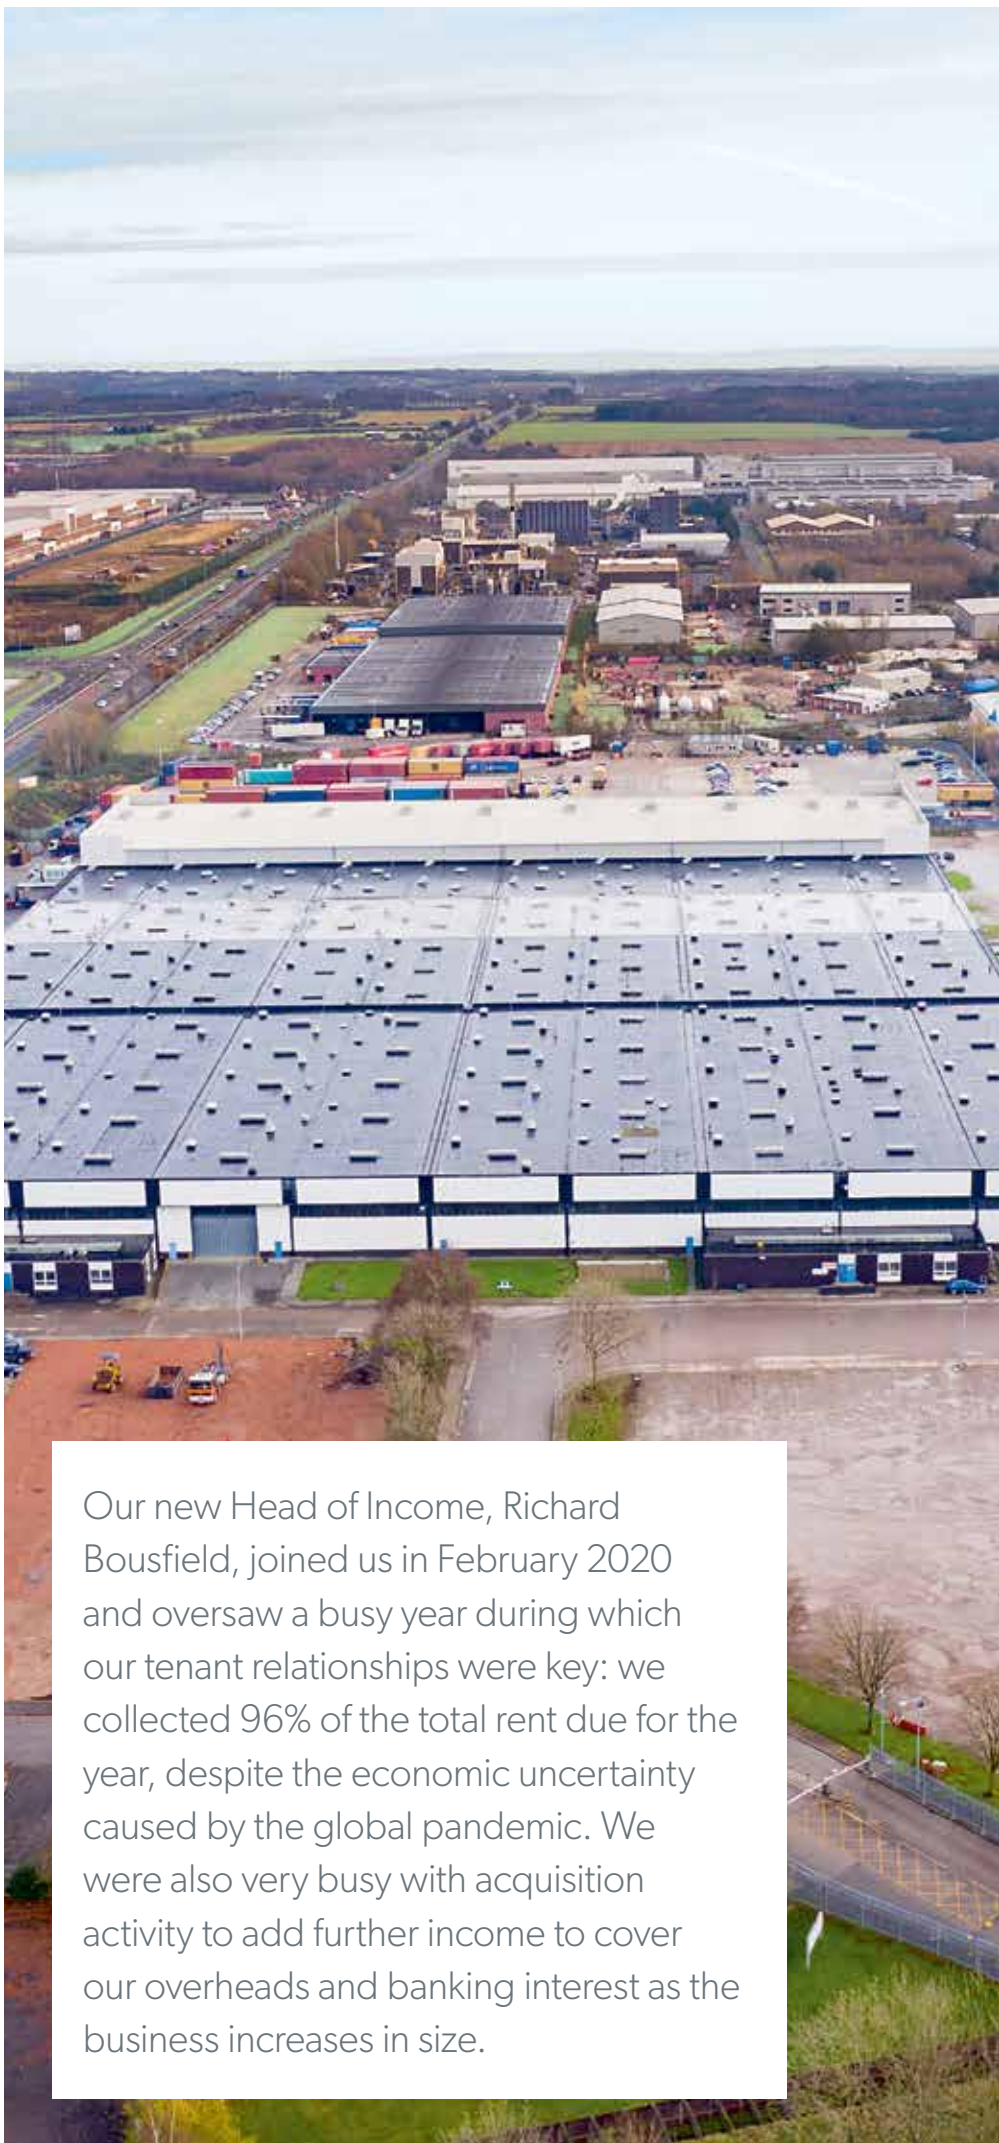 Our new Head of Income, Richard
Bousfield, joined us in February 2020
and oversaw a busy year during which
our tenant relationships were key: we
collected 96% of the total rent due for the
year, despite the economic uncertainty
caused by the global pandemic. We
were also very busy with acquisition
activity to add further income to cover
our overheads and banking interest as the
business increases in size.